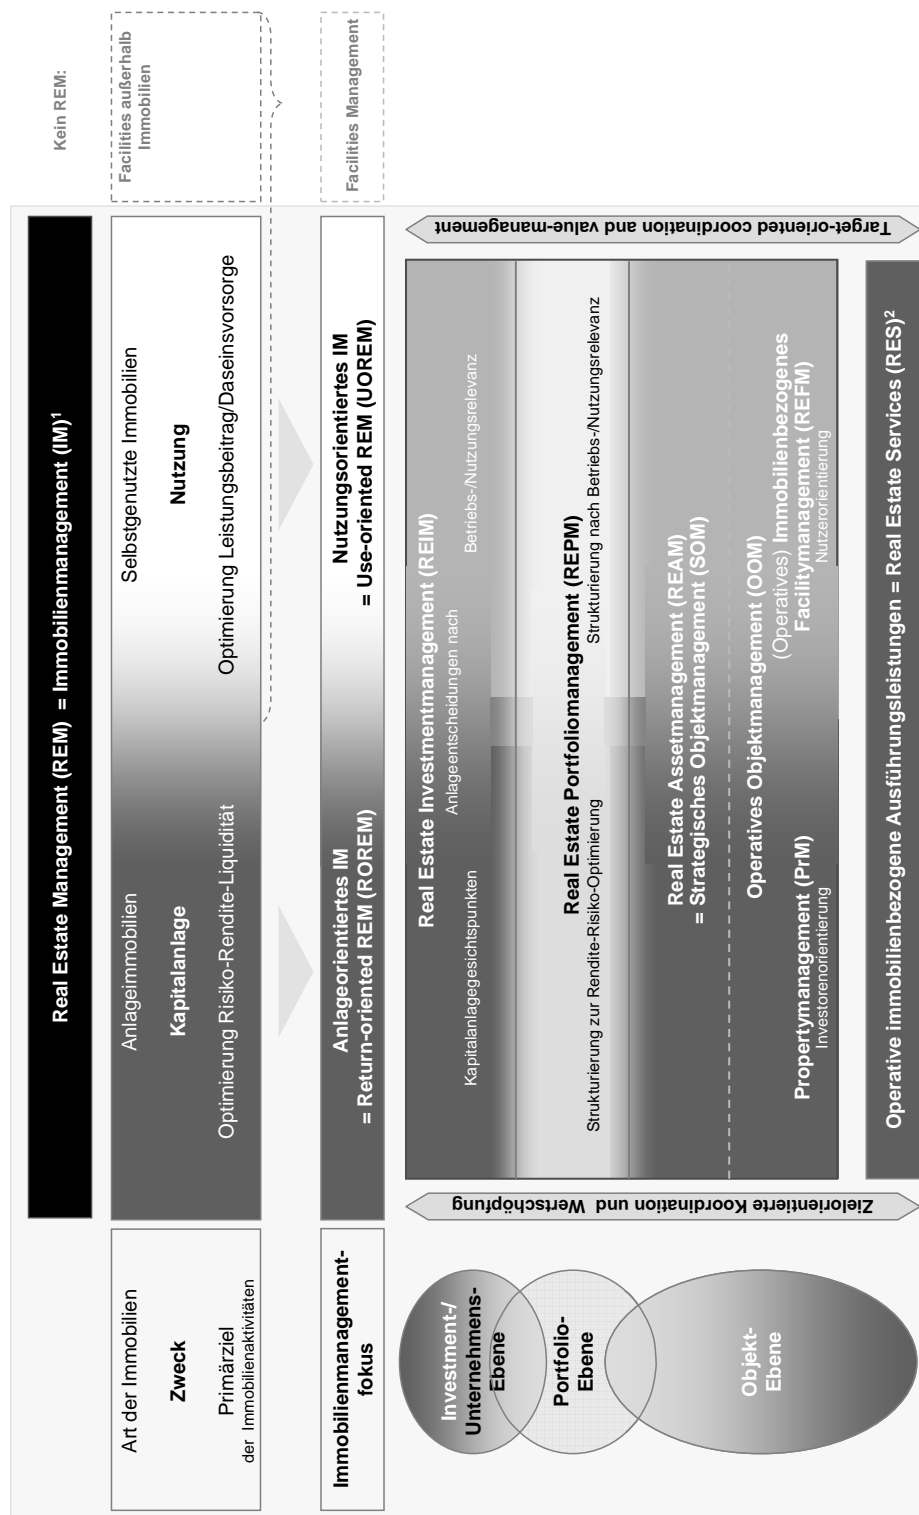 Real Estate Management (REM) = Immobilienmanagement (IM)¹
Kein REM:
Art der Immobilien
Zweck
Primärziel
der Immobilienaktivitäten
Anlageimmobilien
Kapitalanlage
Optimierung Risiko-Rendite-Liquidität
Selbstgenutzte Immobilien
Nutzung
Optimierung Leistungsbeitrag/Daseinsvorsorge
Facilities außerhalb
Immobilien
Immobilienmanagement-
fokus
Anlageorientiertes IM
= Return-oriented REM (ROREM)
Nutzungsorientiertes IM
= Use-oriented REM (UOREM)
Facilities Management
Investment-/
Unternehmens-
Ebene
Portfolio-
Ebene
Objekt-
Ebene
Zielorientierte Koordination und Wertschöpfung
Real Estate Investmentmanagement (REIM)
Anlageentscheidungen nach
Kapitalanlagegesichtspunkten
Betriebs-/Nutzungsrelevanz
Real Estate Portfoliomanagement (REPM)
Strukturierung zur Rendite-Risiko-Optimierung
Strukturierung nach Betriebs-/Nutzungsrelevanz
Real Estate Assetmanagement (REAM)
= Strategisches Objektmanagement (SOM)
Operatives Objektmanagement (OOM)
Propertymanagement (PrM)
Investorenorientierung
(Operatives) Immobilienbezogenes
Facilitymanagement (REFM)
Nutzerorientierung
Target-oriented coordination and value-management
Operative immobilienbezogene Ausführungsleistungen = Real Estate Services (RES)²